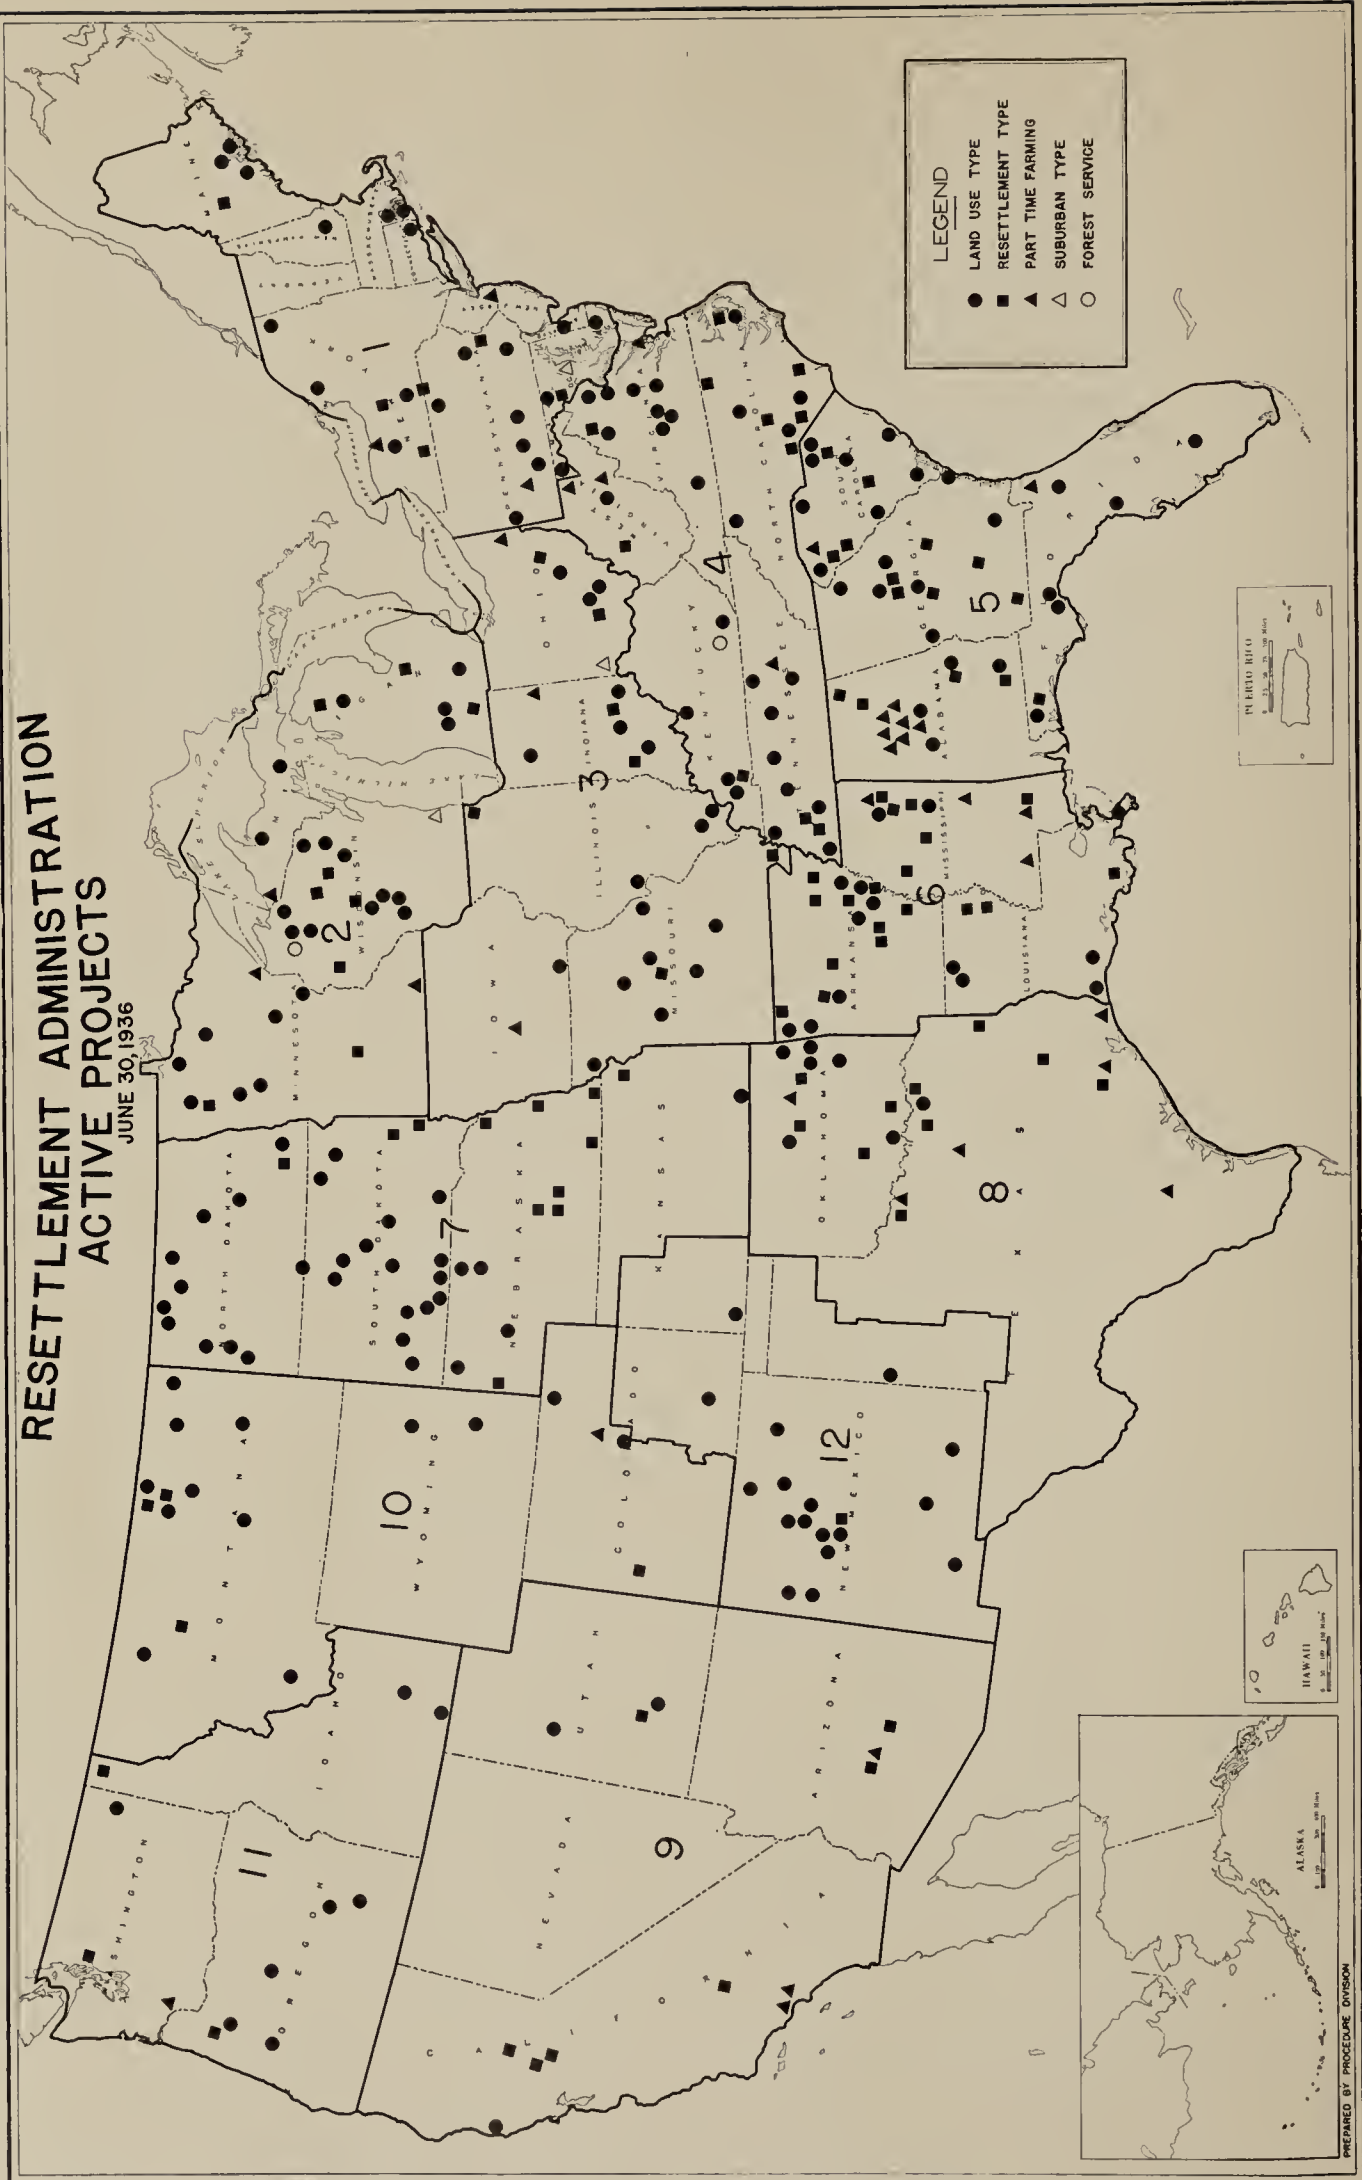 RESETTLEMENT ADMINISTRATION
ACTIVE PROJECTS
JUNE 30, 1936
LEGEND
LAND USE TYPE
RESETTLEMENT TYPE
PART TIME FARMING
SUBURBAN TYPE
FOREST SERVICE
MAINE
PENNSYLVANIA
VIRGINIA
NORTH CAROLINA
SOUTH CAROLINA
GEORGIA
ALABAMA
MISSISSIPPI
TENNESSEE
KENTUCKY
OHIO
INDIANA
ILLINOIS
WISCONSIN
LAKE SUPERIOR
LAKE MICHIGAN
MINNESOTA
IOWA
MISSOURI
ARKANSAS
LOUISIANA
NORTH DAKOTA
SOUTH DAKOTA
NEBRASKA
KANSAS
OKLAHOMA
TEXAS
MONTANA
WYOMING
COLORADO
NEW MEXICO
IDAHO
UTAH
ARIZONA
NEVADA
WASHINGTON
OREGON
1
2
3
4
5
6
7
8
9
10
11
12
PUERTO RICO
HAWAII
ALASKA
PREPARED BY PROCEDURE DIVISION